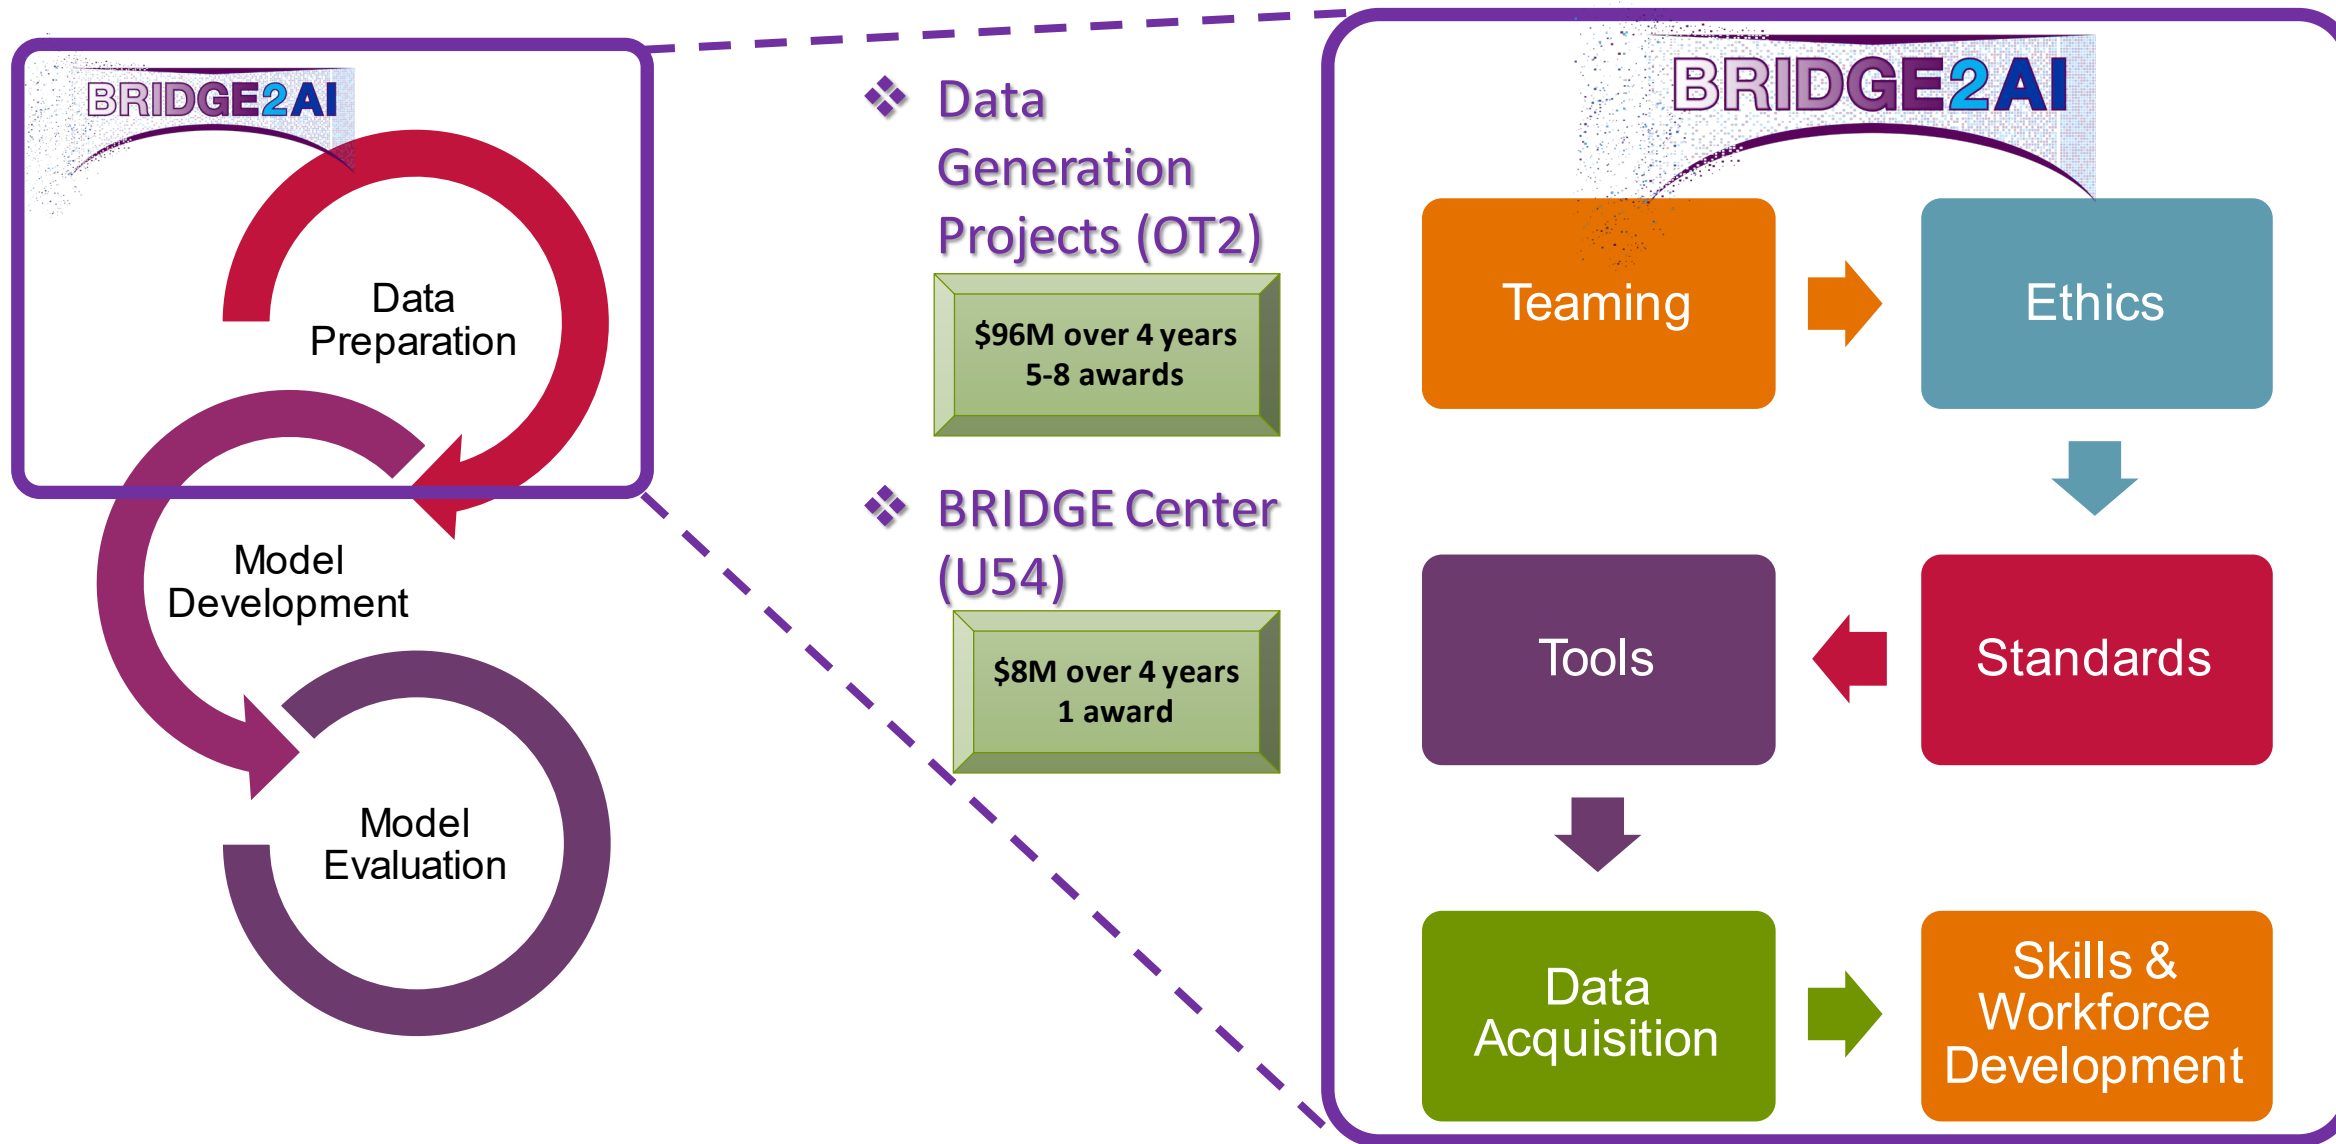 BRIDGE2AI
Data
Preparation
Model
Development
Model
Evaluation
❖ Data
Generation
Projects (OT2)
$96M over 4 years
5-8 awards
❖ BRIDGE Center
(U54)
$8M over 4 years
1 award
BRIDGE2AI
Teaming
Ethics
Standards
Tools
Data
Acquisition
Skills &
Workforce
Development